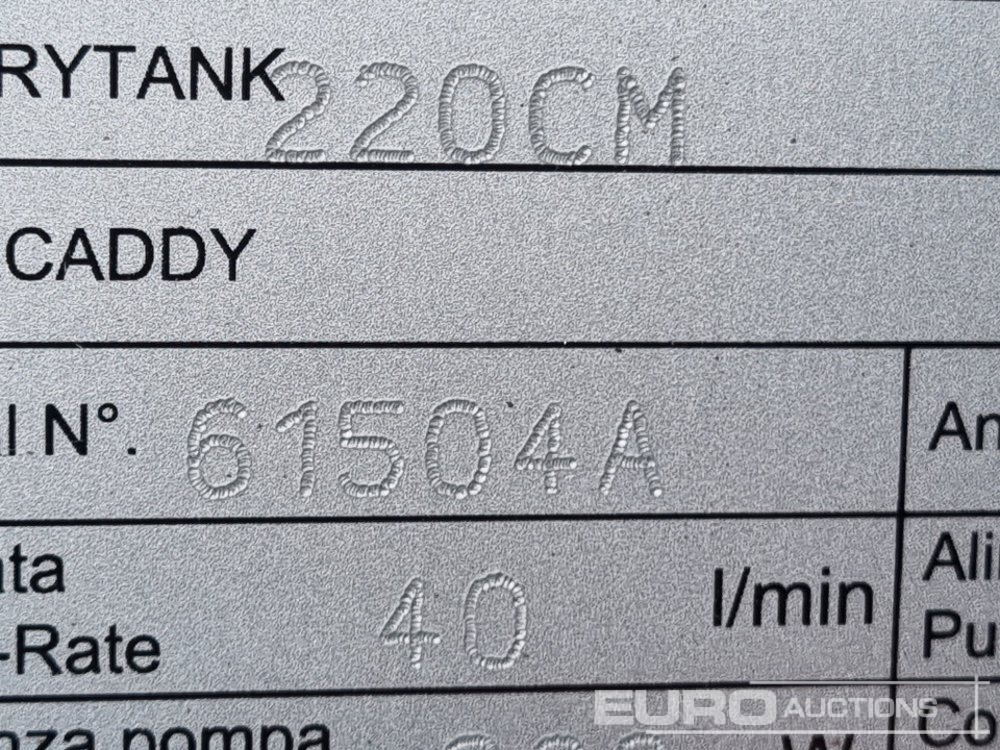 RYTANK 220CM
CADDY
l N°. 61504A An
ata
40 l/min Ali
-Rate Pu
nza pompa W Co
EURO AUCTIONS